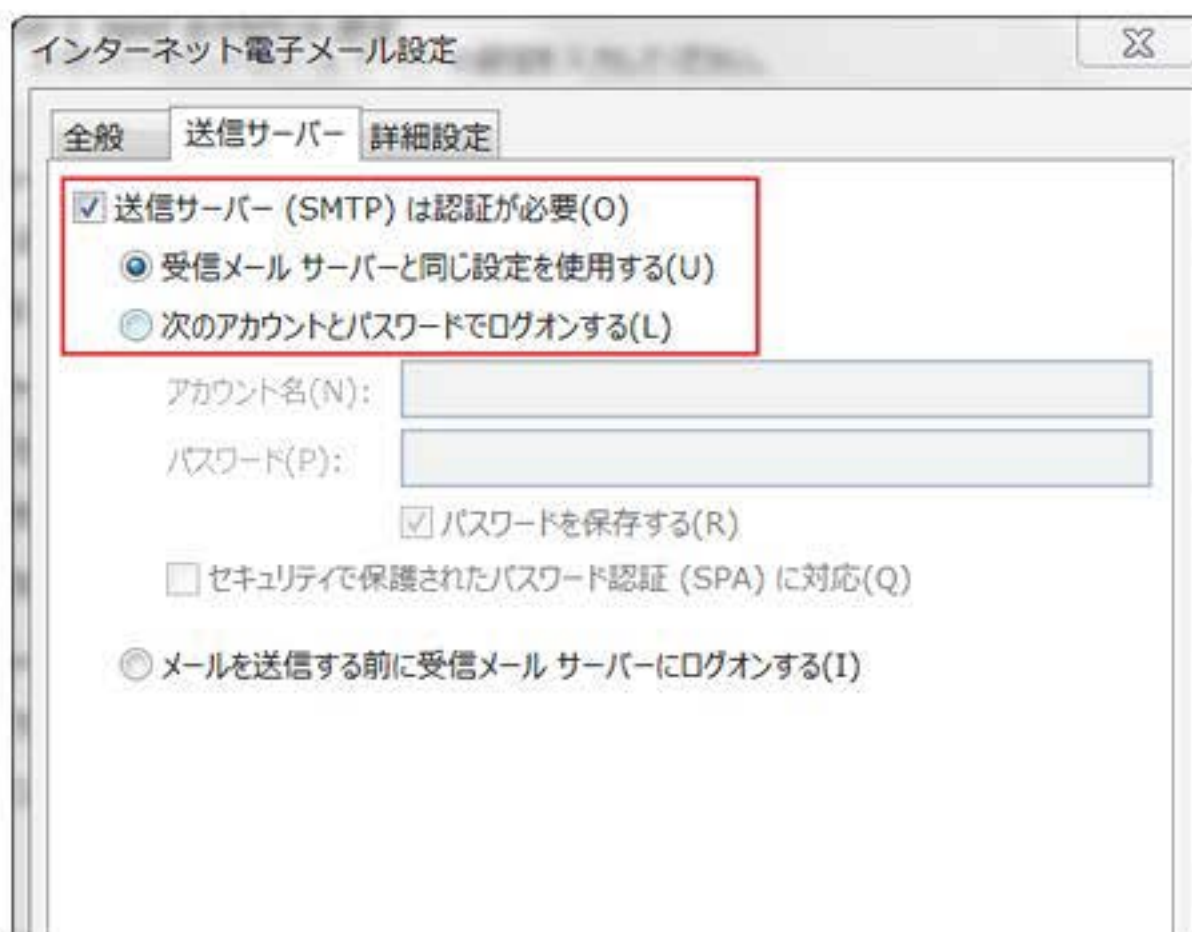 インターネット電子メール設定
全般 送信サーバー 詳細設定
送信サーバー (SMTP) は認証が必要(O)
受信メール サーバーと同じ設定を使用する(U)
次のアカウントとパスワードでログオンする(L)
アカウント名(N):
パスワード(P):
パスワードを保存する(R)
セキュリティで保護されたパスワード認証 (SPA) に対応(Q)
メールを送信する前に受信メール サーバーにログオンする(I)